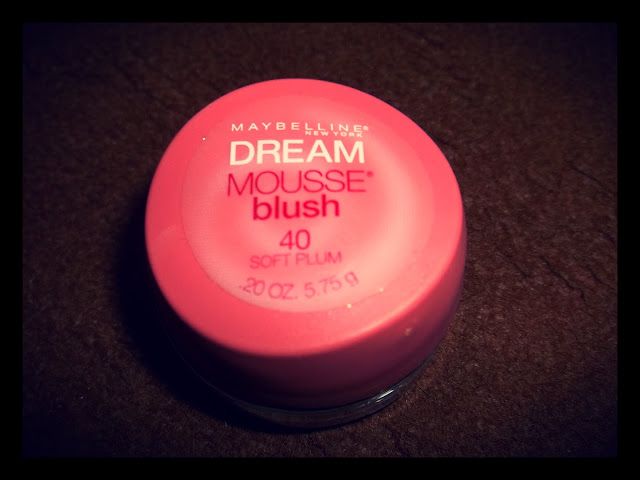 MAYBELLINE®
NEW YORK
DREAM
MOUSSE®
blush
40
SOFT PLUM
.20 OZ. 5.75 g